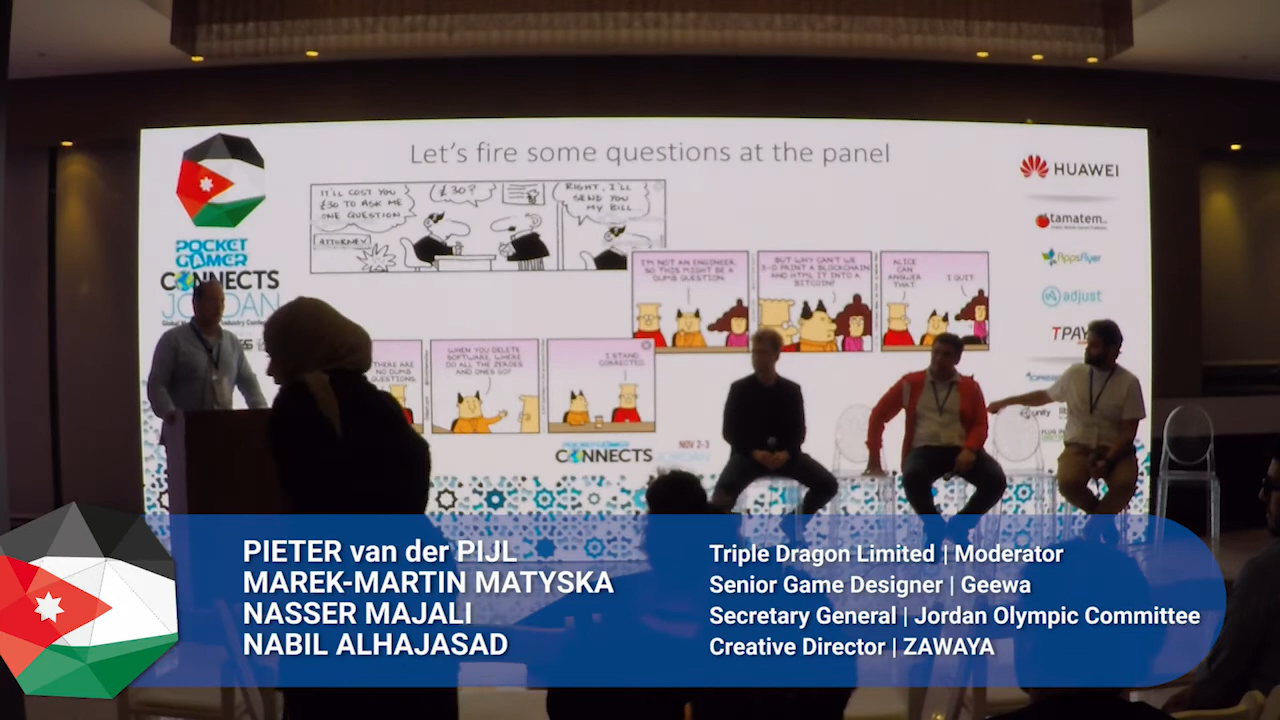 Let's fire some questions at the panel
IT'LL COST YOU
£30 TO ASK ME
ONE QUESTION
£30?
RIGHT, I'LL
SEND YOU
MY BILL
ATTORNEY
I'M NOT AN ENGINEER,
SO THIS MIGHT BE A
DUMB QUESTION.
BUT WHY CAN'T WE
3-D PRINT A BLOCKCHAIN
AND HTML IT INTO A
BITCOIN?
ALICE
CAN
ANSWER
THAT.
I QUIT.
THERE ARE
NO DUMB
QUESTIONS
WHEN YOU DELETE
SOFTWARE, WHERE
DO ALL THE ZEROES
AND ONES GO?
I STAND
CORRECTED.
POCKET
GAMER
CONNECTS
JORDAN
HUAWEI
tamatem
AppsFlyer
adjust
TPAY
unity
POCKET GAMER
CONNECTS
JORDAN
NOV 2-3
PIETER van der PIJL
MAREK-MARTIN MATYSKA
NASSER MAJALI
NABIL ALHAJASAD
Triple Dragon Limited | Moderator
Senior Game Designer | Geewa
Secretary General | Jordan Olympic Committee
Creative Director | ZAWAYA